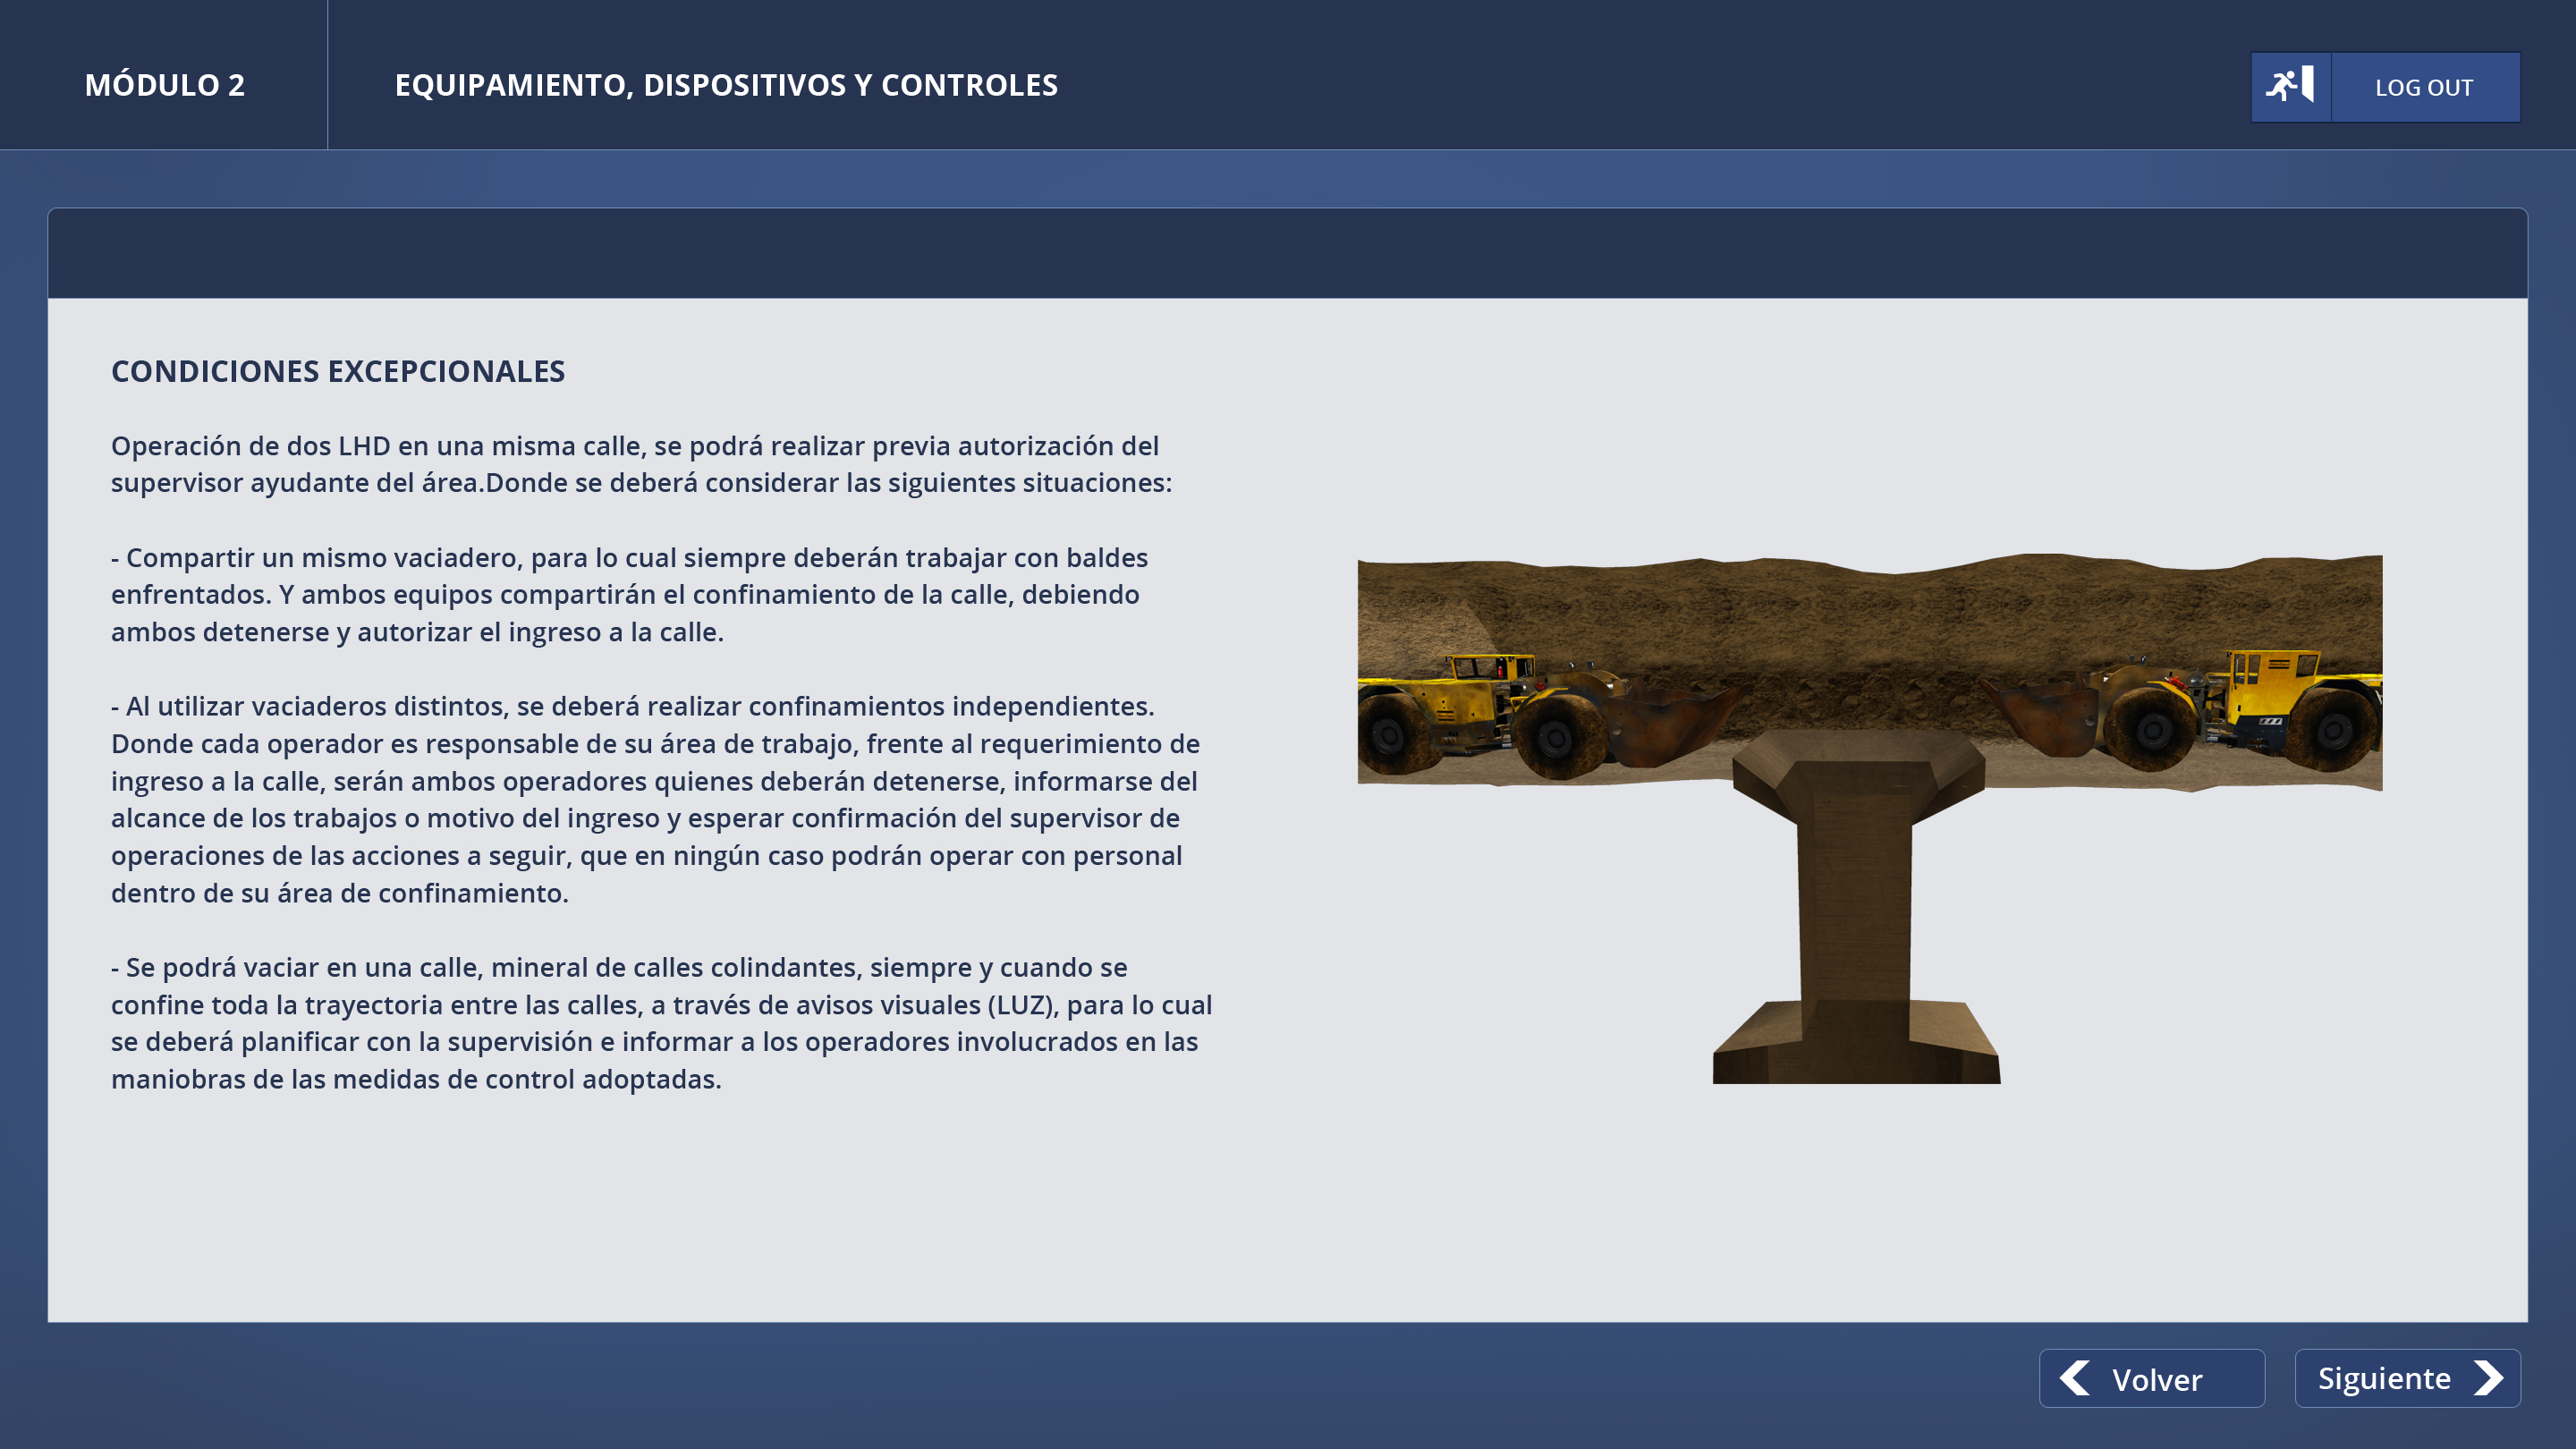 MÓDULO 2
EQUIPAMIENTO, DISPOSITIVOS Y CONTROLES
LOG OUT
CONDICIONES EXCEPCIONALES
Operación de dos LHD en una misma calle, se podrá realizar previa autorización del
supervisor ayudante del área.Donde se deberá considerar las siguientes situaciones:
- Compartir un mismo vaciadero, para lo cual siempre deberán trabajar con baldes
enfrentados. Y ambos equipos compartirán el confinamiento de la calle, debiendo
ambos detenerse y autorizar el ingreso a la calle.
- Al utilizar vaciaderos distintos, se deberá realizar confinamientos independientes.
Donde cada operador es responsable de su área de trabajo, frente al requerimiento de
ingreso a la calle, serán ambos operadores quienes deberán detenerse, informarse del
alcance de los trabajos o motivo del ingreso y esperar confirmación del supervisor de
operaciones de las acciones a seguir, que en ningún caso podrán operar con personal
dentro de su área de confinamiento.
- Se podrá vaciar en una calle, mineral de calles colindantes, siempre y cuando se
confine toda la trayectoria entre las calles, a través de avisos visuales (LUZ), para lo cual
se deberá planificar con la supervisión e informar a los operadores involucrados en las
maniobras de las medidas de control adoptadas.
Volver
Siguiente